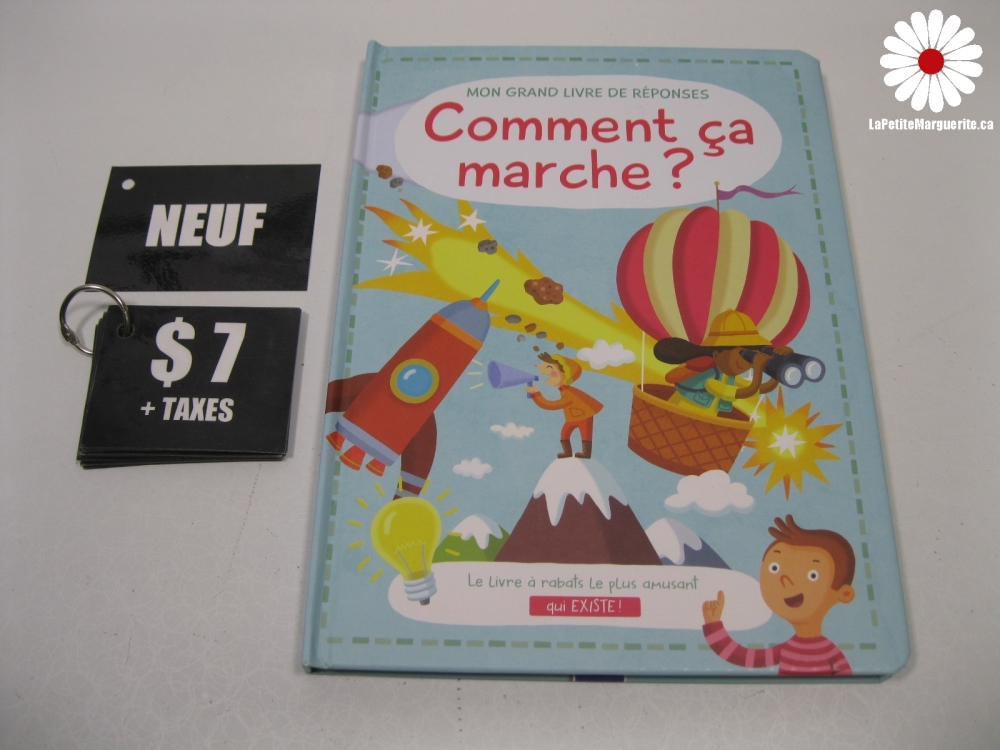 LaPetiteMarguerite.ca
MON GRAND LIVRE DE RÉPONSES
Comment ça
marche ?
NEUF
$ 7
+ TAXES
Le Livre à rabats Le plus amusant
qui EXISTE !